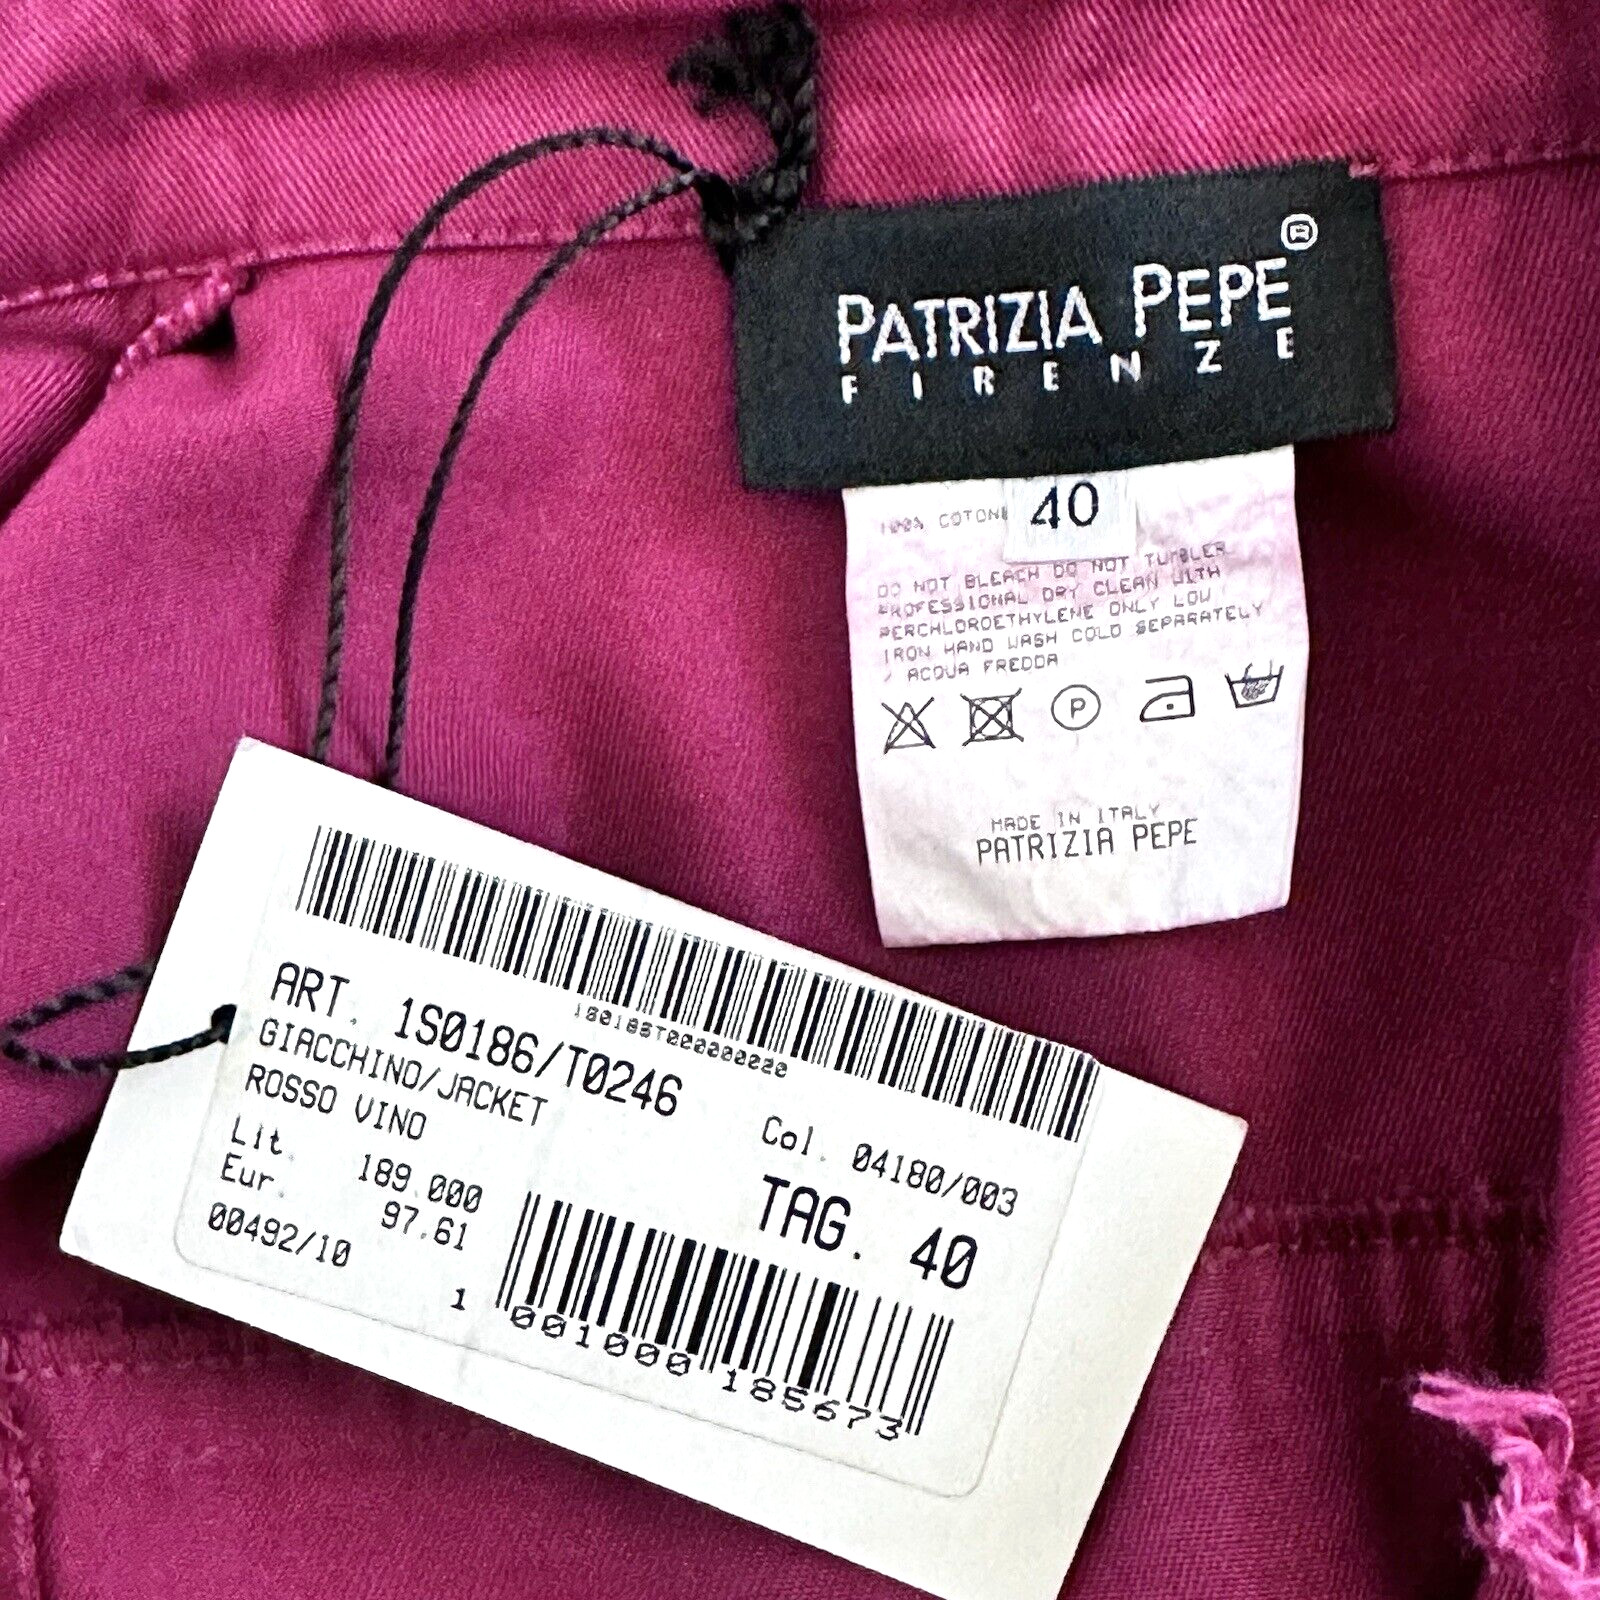 PATRIZIA PEPE®
FIRENZE
40
100% COTONE
DO NOT BLEACH DO NOT TUMBLER
PROFESSIONAL DRY CLEAN WITH
PERCHLOROETHYLENE ONLY LOW
IRON HAND WASH COLD SEPARATELY
/ ACQUA FREDDA
P
MADE IN ITALY
PATRIZIA PEPE
1S0186T000000220
ART. 1S0186/T0246
GIACCHINO/JACKET
ROSSO VINO
Col. 04180/003
Lit. 189.000
Eur. 97.61
TAG. 40
00492/10
1 001000 185673